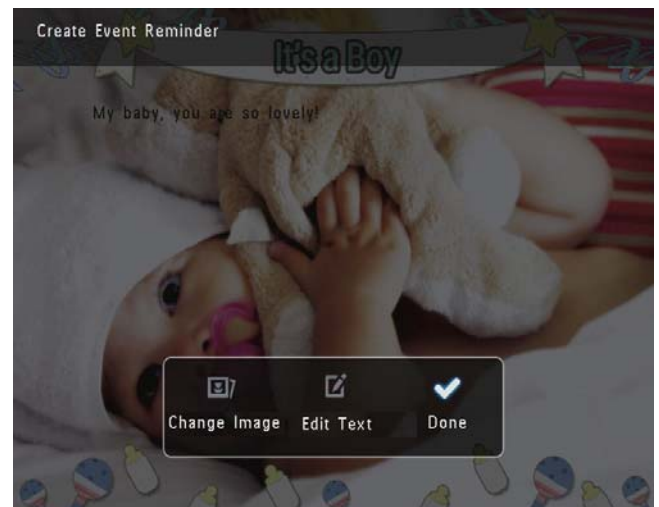 Create Event Reminder
It's a Boy
My baby, you are so lovely!
Change Image Edit Text Done